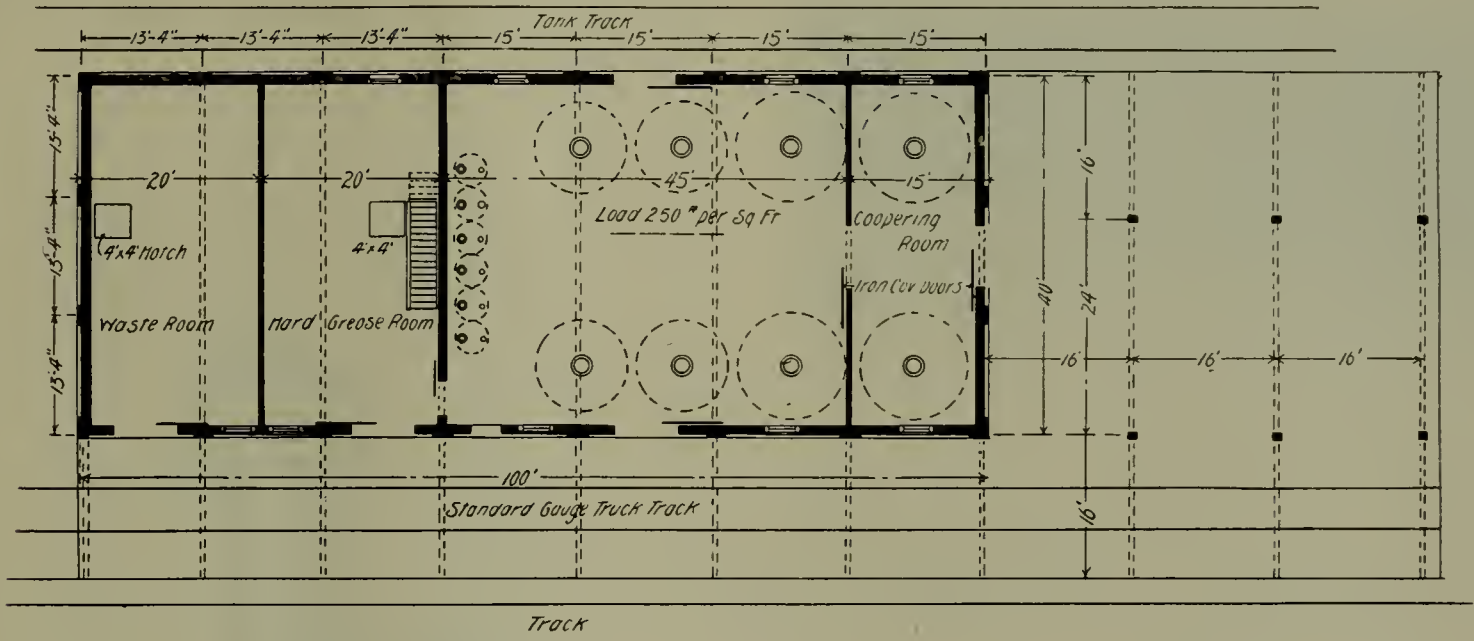 Tank Track
13'-4" 13'-4" 13'-4" 15' 15' 15' 15'
15'-4"
13'-4"
13'-4"
20' 20' 45' 15'
16'
40'
24'
Load 250 # per Sq Ft
4'x4' Hatch
4'x4'
Coopering
Room
Iron Cov Doors
Waste Room
Hard Grease Room
16' 16' 16'
100'
16'
Standard Gauge Truck Track
Track